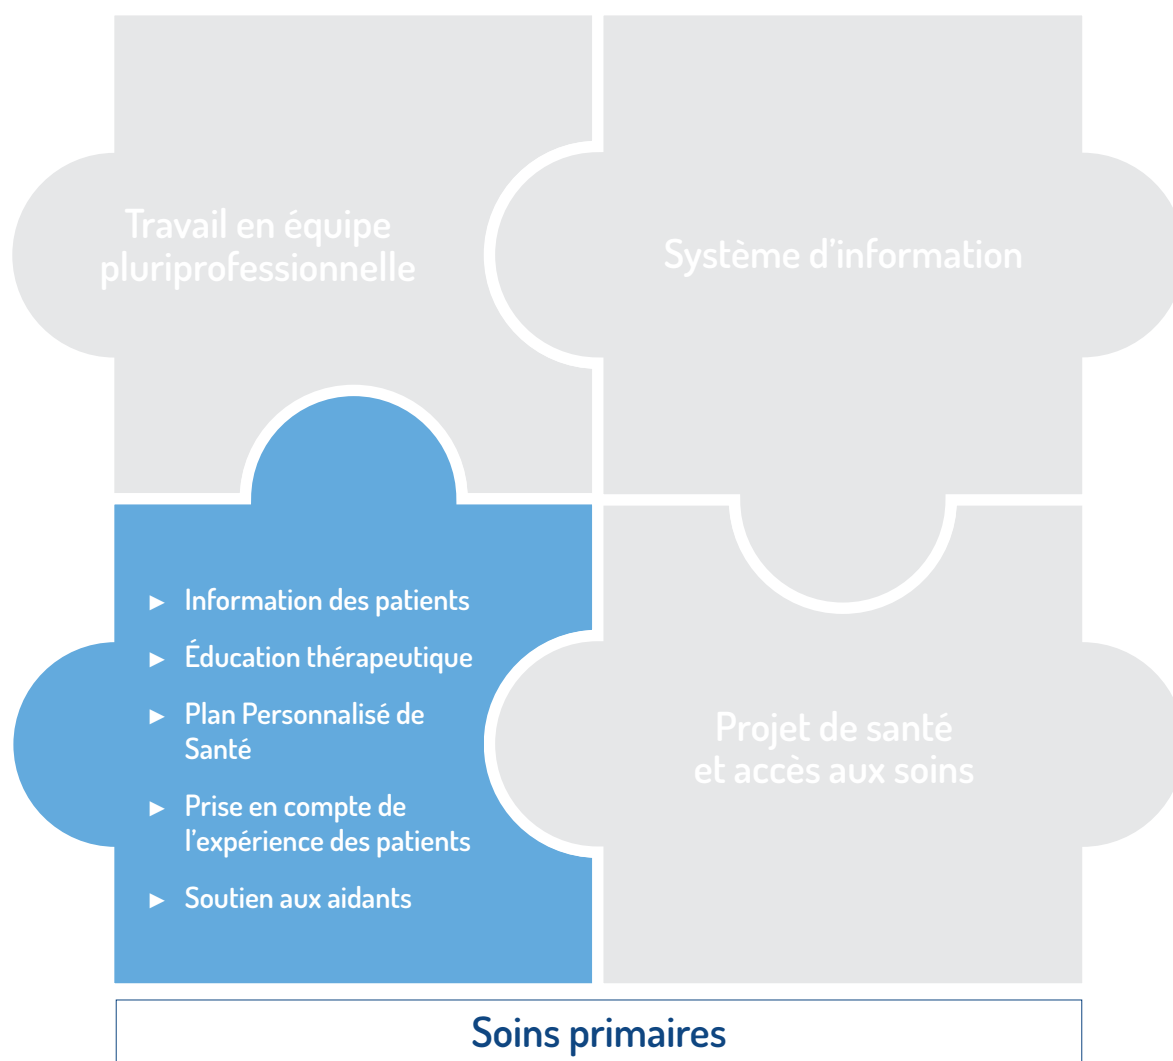 Travail en équipe
pluriprofessionnelle
Système d’information
► Information des patients
► Éducation thérapeutique
► Plan Personnalisé de
Santé
► Prise en compte de
l’expérience des patients
► Soutien aux aidants
Projet de santé
et accès aux soins
Soins primaires